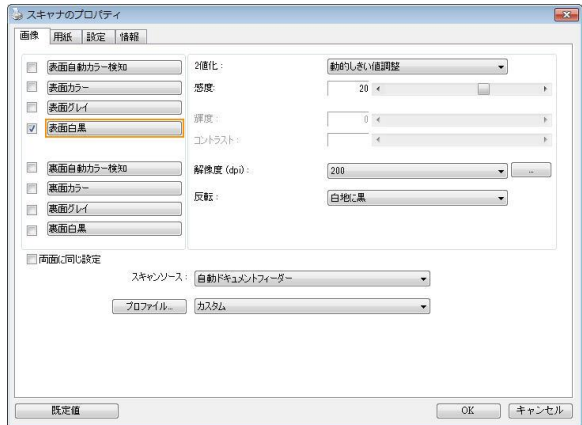 スキャナのプロパティ
画像 用紙 設定 情報
表面自動カラー検知
表面カラー
表面グレイ
表面白黒
裏面自動カラー検知
裏面カラー
裏面グレイ
裏面白黒
2値化: 動的しきい値調整
感度: 20
輝度: 0
コントラスト:
解像度 (dpi): 200 ...
反転: 白地に黒
両面に同じ設定
スキャンソース: 自動ドキュメントフィーダー
プロファイル... カスタム
既定値 OK キャンセル